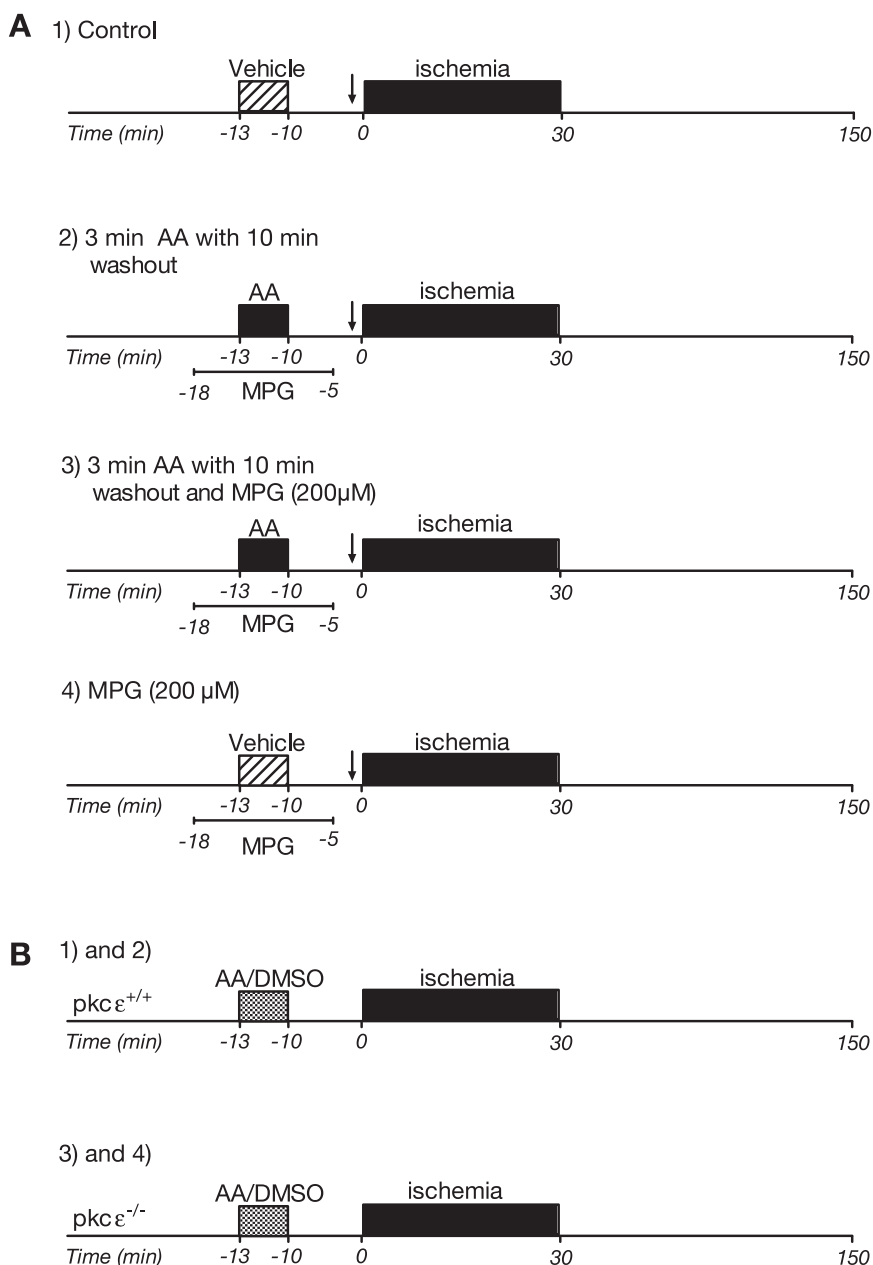 A 1) Control
Vehicle ischemia
Time (min) -13 -10 0 30 150
2) 3 min AA with 10 min
washout
AA ischemia
Time (min) -13 -10 0 30 150
-18 MPG -5
3) 3 min AA with 10 min
washout and MPG (200µM)
AA ischemia
Time (min) -13 -10 0 30 150
-18 MPG -5
4) MPG (200 µM)
Vehicle ischemia
Time (min) -13 -10 0 30 150
-18 MPG -5
B 1) and 2)
AA/DMSO ischemia
pkc ε+/+
Time (min) -13 -10 0 30 150
3) and 4)
AA/DMSO ischemia
pkc ε-/-
Time (min) -13 -10 0 30 150